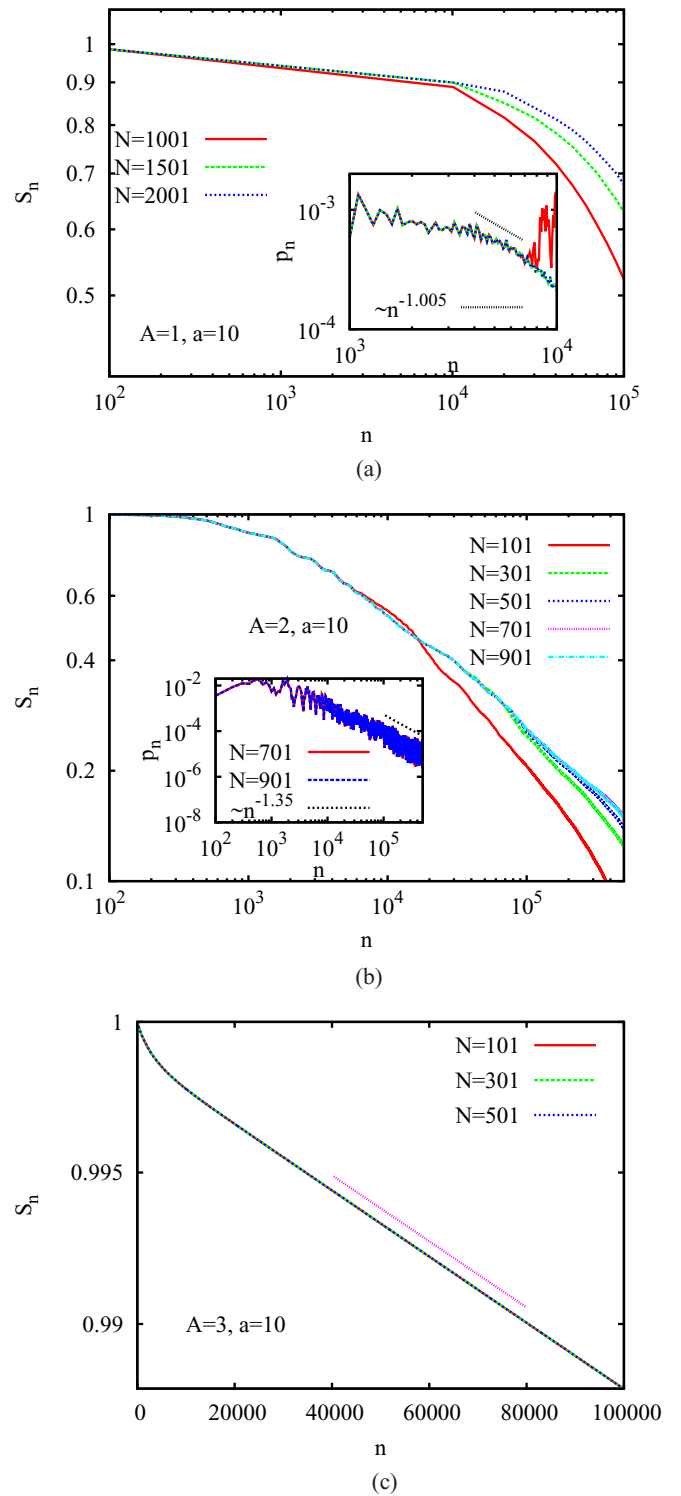 1
0.9
0.8
0.7
0.6
0.5
S_n
N=1001
N=1501
N=2001
A=1, a=10
10^-3
10^-4
p_n
~n^-1.005
10^3
n
10^4
10^2
10^3
10^4
10^5
n
(a)
1
0.6
0.4
0.2
0.1
S_n
N=101
N=301
N=501
N=701
N=901
A=2, a=10
10^-2
10^-4
10^-6
10^-8
p_n
N=701
N=901
~n^-1.35
10^2
10^3
10^4
10^5
n
10^2
10^3
10^4
10^5
n
(b)
1
0.995
0.99
S_n
N=101
N=301
N=501
A=3, a=10
0
20000
40000
60000
80000
100000
n
(c)